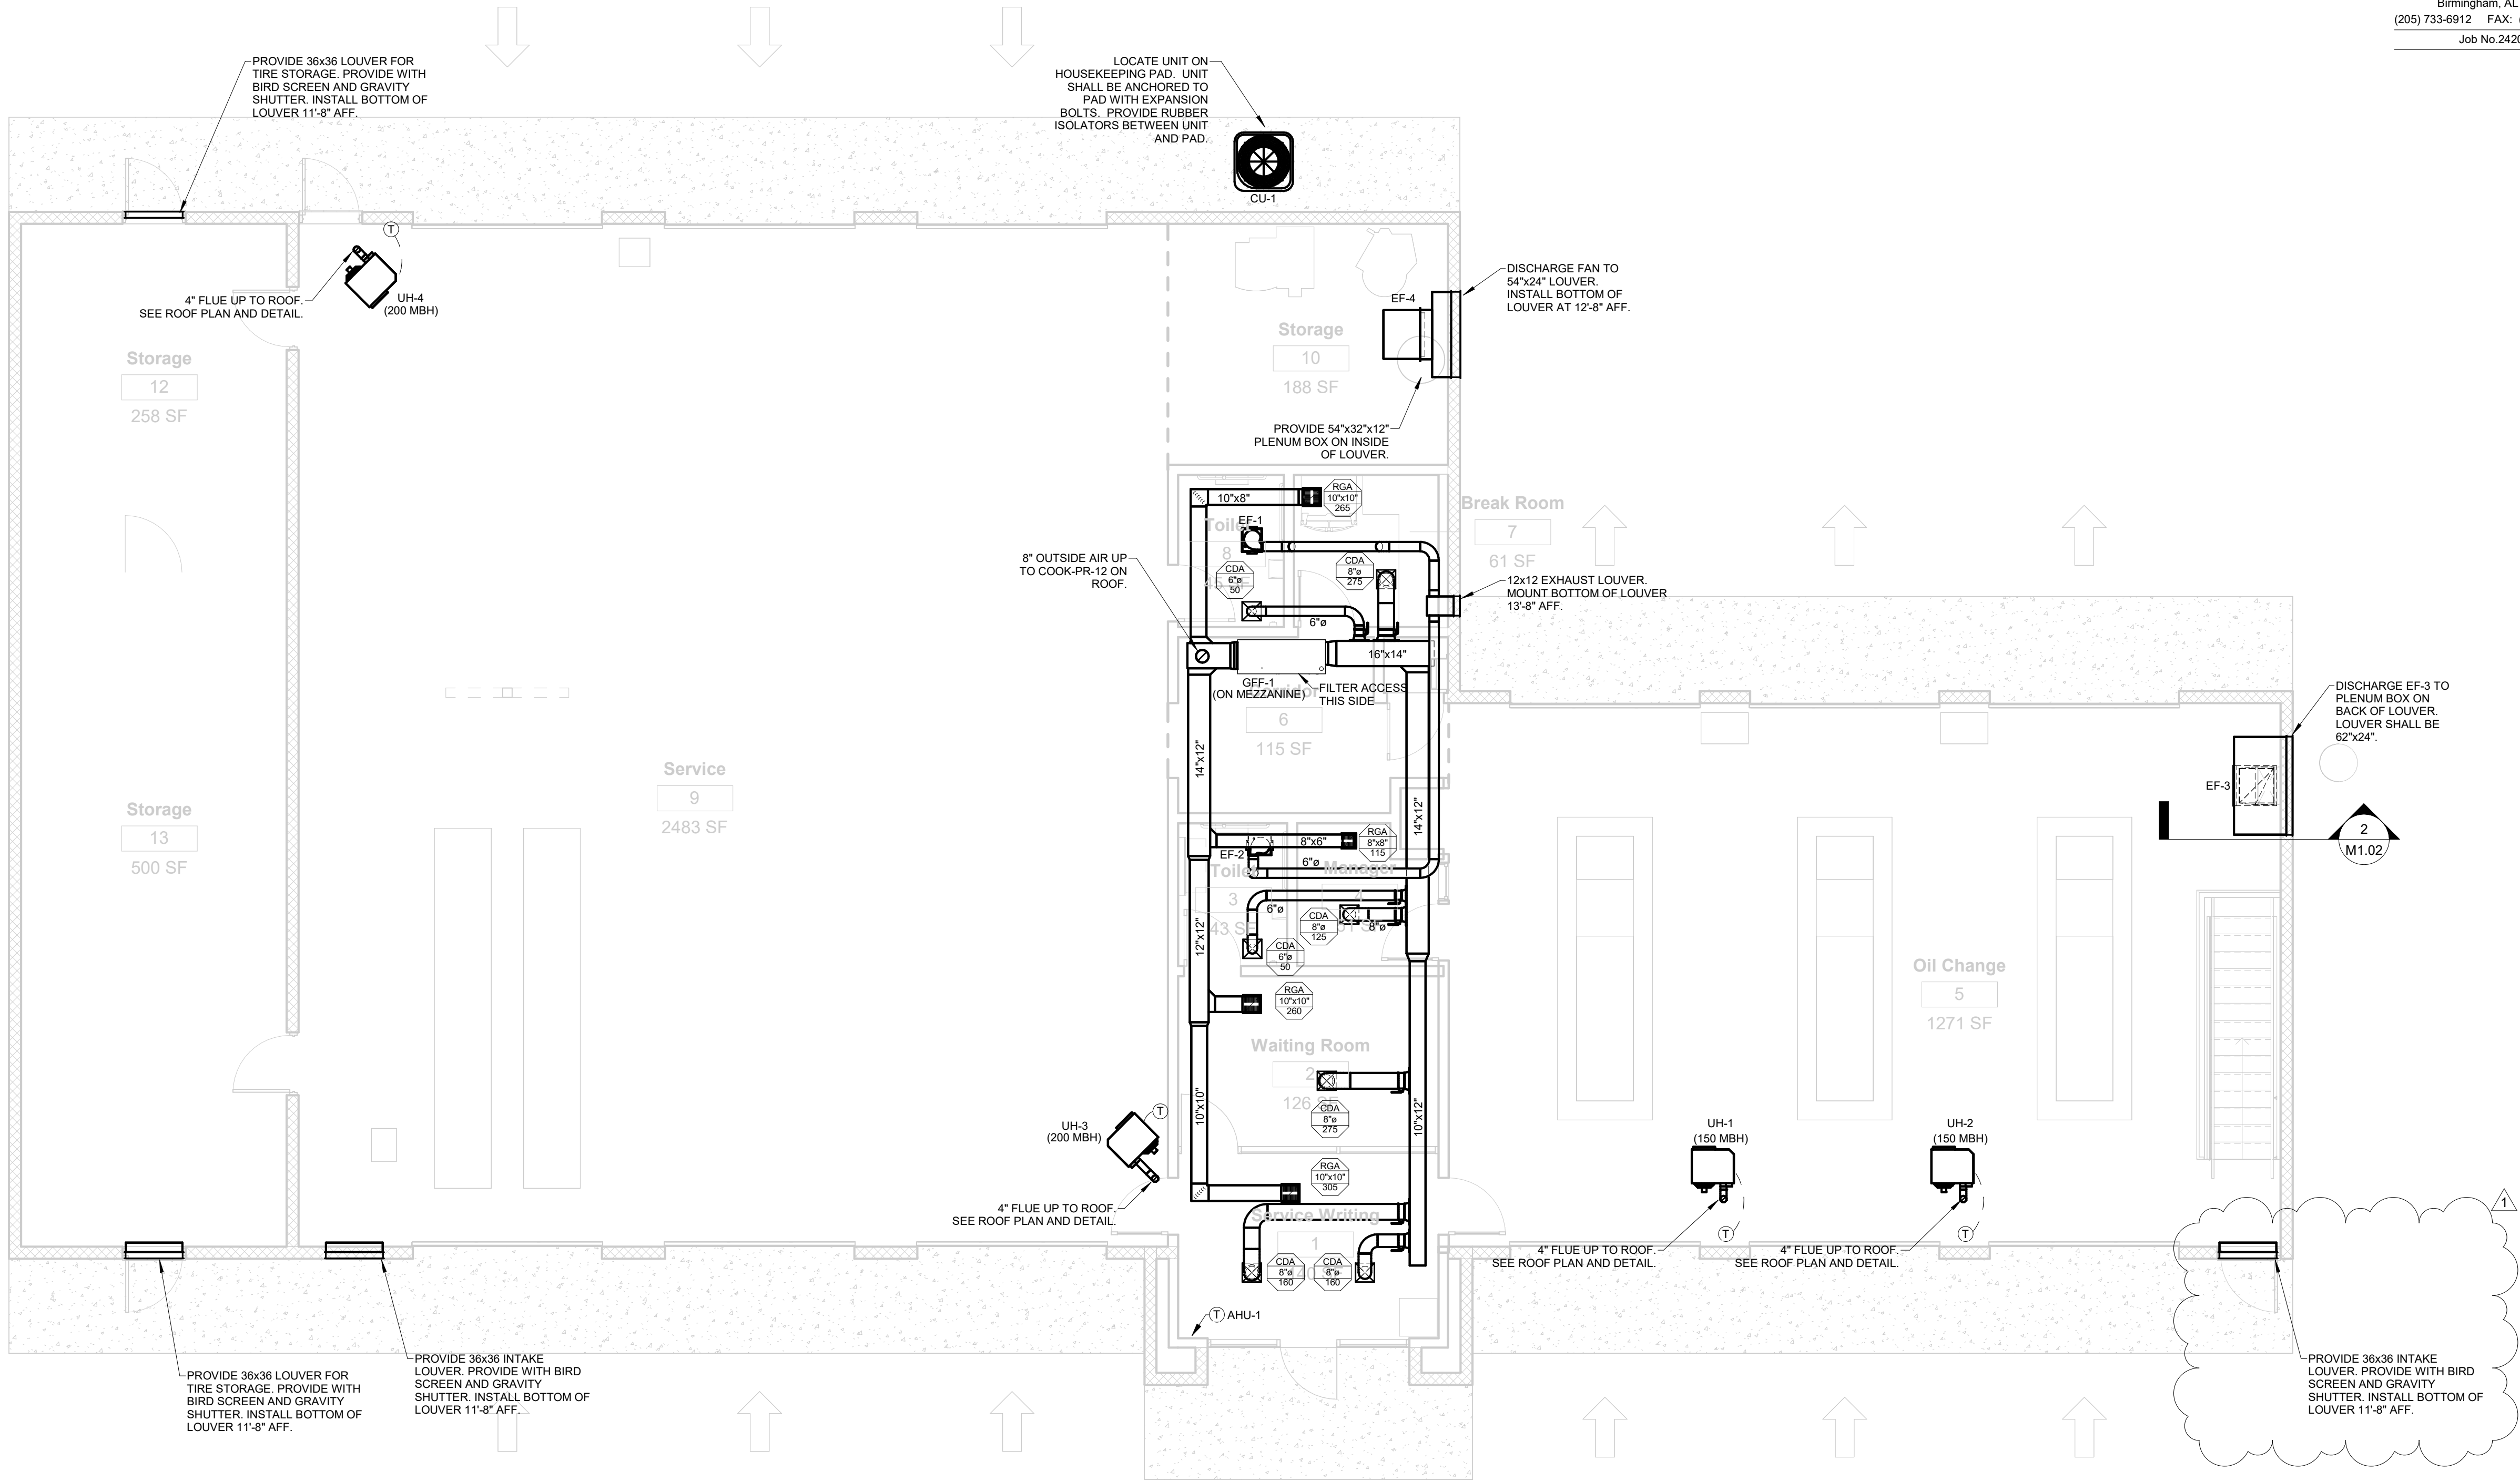 Birmingham, AL
(205) 733-6912 FAX:
Job No.2420
PROVIDE 36x36 LOUVER FOR
TIRE STORAGE. PROVIDE WITH
BIRD SCREEN AND GRAVITY
SHUTTER. INSTALL BOTTOM OF
LOUVER 11'-8" AFF.
LOCATE UNIT ON
HOUSEKEEPING PAD. UNIT
SHALL BE ANCHORED TO
PAD WITH EXPANSION
BOLTS. PROVIDE RUBBER
ISOLATORS BETWEEN UNIT
AND PAD.
CU-1
T
4" FLUE UP TO ROOF.
SEE ROOF PLAN AND DETAIL.
UH-4
(200 MBH)
EF-4
DISCHARGE FAN TO
54"x24" LOUVER.
INSTALL BOTTOM OF
LOUVER AT 12'-8" AFF.
Storage
12
258 SF
Storage
10
188 SF
PROVIDE 54"x32"x12"
PLENUM BOX ON INSIDE
OF LOUVER.
10"x8"
RGA
10"x10"
265
Break Room
7
61 SF
Toilet
8
EF-1
8" OUTSIDE AIR UP
TO COOK-PR-12 ON
ROOF.
CDA
6"ø
50
CDA
8"ø
275
12x12 EXHAUST LOUVER.
MOUNT BOTTOM OF LOUVER
13'-8" AFF.
6"ø
16"x14"
GFF-1
(ON MEZZANINE)
FILTER ACCESS
THIS SIDE
6
115 SF
DISCHARGE EF-3 TO
PLENUM BOX ON
BACK OF LOUVER.
LOUVER SHALL BE
62"x24".
EF-3
2
M1.02
14"x12"
14"x12"
Service
9
2483 SF
Storage
13
500 SF
8"x6"
RGA
8"x8"
115
EF-2
6"ø
Toilet
3
43 SF
Manager
4
6"ø
8"ø
CDA
8"ø
125
CDA
6"ø
50
12"x12"
RGA
10"x10"
260
Oil Change
5
1271 SF
Waiting Room
2
126 SF
CDA
8"ø
275
10"x10"
10"x12"
RGA
10"x10"
305
UH-3
(200 MBH)
T
4" FLUE UP TO ROOF.
SEE ROOF PLAN AND DETAIL.
UH-1
(150 MBH)
UH-2
(150 MBH)
T
T
4" FLUE UP TO ROOF.
SEE ROOF PLAN AND DETAIL.
4" FLUE UP TO ROOF.
SEE ROOF PLAN AND DETAIL.
Service Writing
1
CDA
8"ø
160
CDA
8"ø
160
T AHU-1
1
PROVIDE 36x36 LOUVER FOR
TIRE STORAGE. PROVIDE WITH
BIRD SCREEN AND GRAVITY
SHUTTER. INSTALL BOTTOM OF
LOUVER 11'-8" AFF.
PROVIDE 36x36 INTAKE
LOUVER. PROVIDE WITH BIRD
SCREEN AND GRAVITY
SHUTTER. INSTALL BOTTOM OF
LOUVER 11'-8" AFF.
PROVIDE 36x36 INTAKE
LOUVER. PROVIDE WITH BIRD
SCREEN AND GRAVITY
SHUTTER. INSTALL BOTTOM OF
LOUVER 11'-8" AFF.